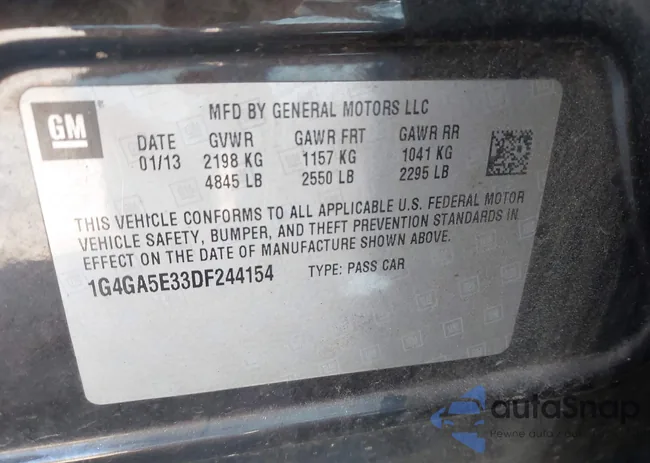 GM
MFD BY GENERAL MOTORS LLC
DATE GVWR GAWR FRT GAWR RR
01/13 2198 KG 1157 KG 1041 KG
4845 LB 2550 LB 2295 LB
THIS VEHICLE CONFORMS TO ALL APPLICABLE U.S. FEDERAL MOTOR
VEHICLE SAFETY, BUMPER, AND THEFT PREVENTION STANDARDS IN
EFFECT ON THE DATE OF MANUFACTURE SHOWN ABOVE.
1G4GA5E33DF244154 TYPE: PASS CAR
autoSnap
Pewne auto z